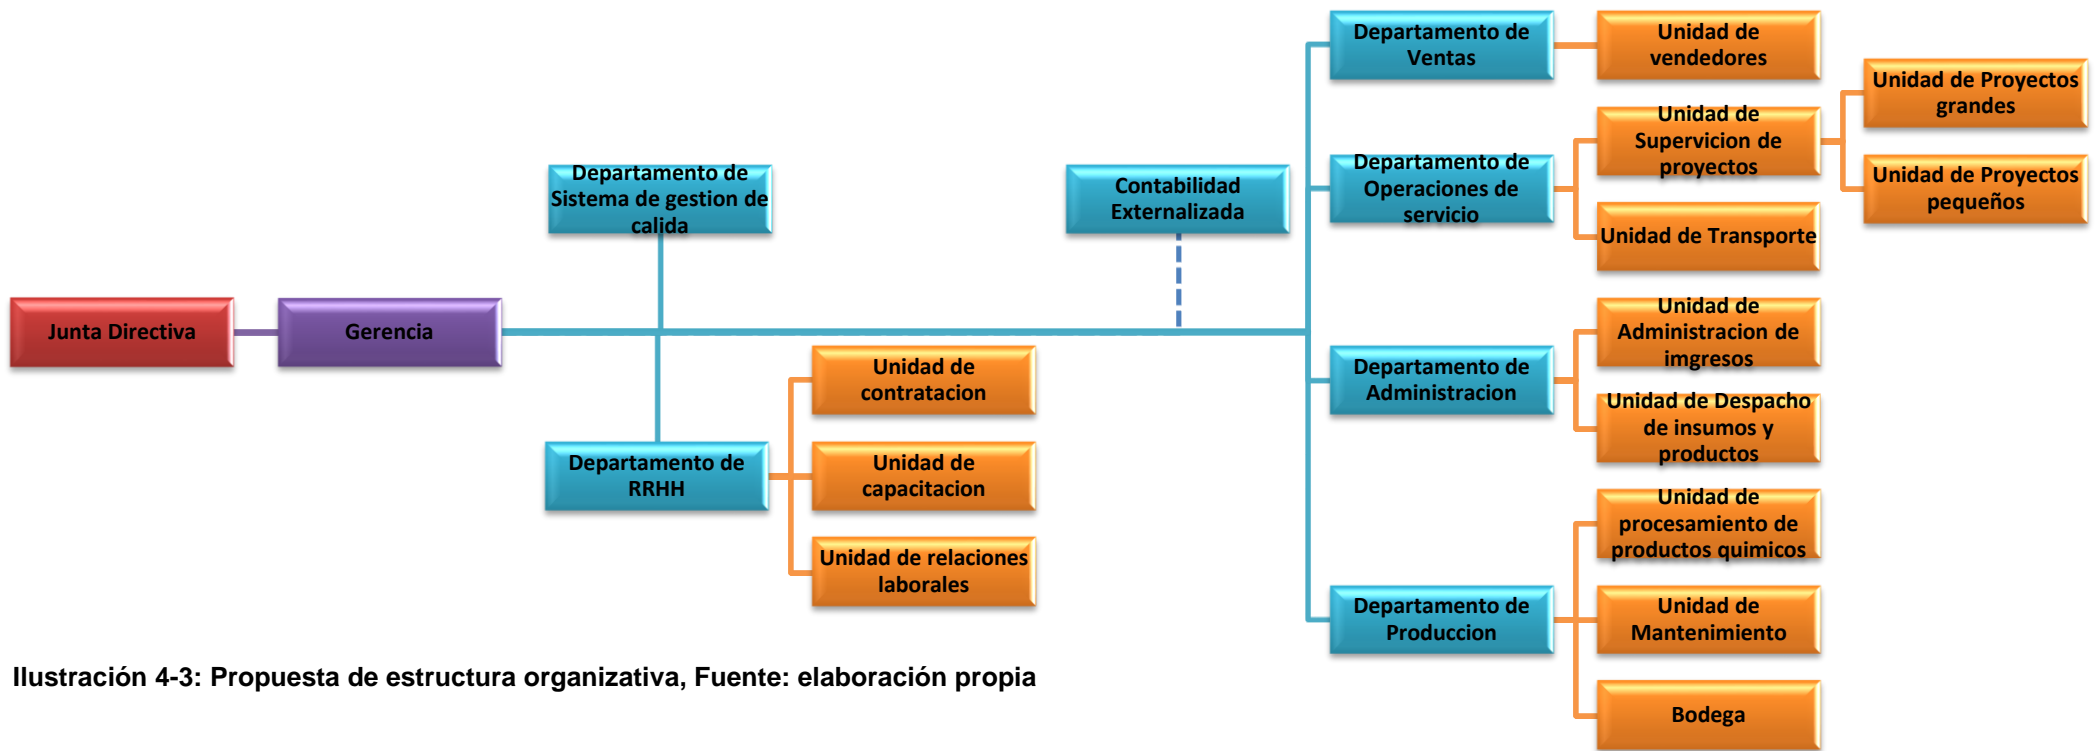 Junta Directiva
Gerencia
Departamento de
Sistema de gestion de
calida
Departamento de
RRHH
Unidad de
contratacion
Unidad de
capacitacion
Unidad de relaciones
laborales
Contabilidad
Externalizada
Departamento de
Ventas
Unidad de
vendedores
Departamento de
Operaciones de
servicio
Unidad de
Supervicion de
proyectos
Unidad de Proyectos
grandes
Unidad de Proyectos
pequeños
Unidad de Transporte
Departamento de
Administracion
Unidad de
Administracion de
imgresos
Unidad de Despacho
de insumos y
productos
Departamento de
Produccion
Unidad de
procesamiento de
productos quimicos
Unidad de
Mantenimiento
Bodega
Ilustración 4-3: Propuesta de estructura organizativa, Fuente: elaboración propia